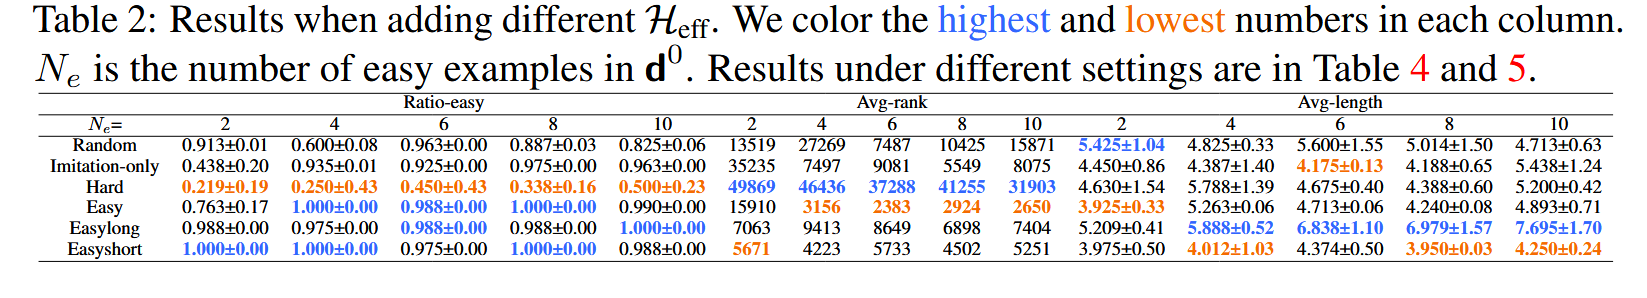 Table 2: Results when adding different ℋeff. We color the highest and lowest numbers in each column.
Ne is the number of easy examples in d⁰. Results under different settings are in Table 4 and 5.
Ratio-easy Avg-rank Avg-length
Ne= 2 4 6 8 10 2 4 6 8 10 2 4 6 8 10
Random 0.913±0.01 0.600±0.08 0.963±0.00 0.887±0.03 0.825±0.06 13519 27269 7487 10425 15871 5.425±1.04 4.825±0.33 5.600±1.55 5.014±1.50 4.713±0.63
Imitation-only 0.438±0.20 0.935±0.01 0.925±0.00 0.975±0.00 0.963±0.00 35235 7497 9081 5549 8075 4.450±0.86 4.387±1.40 4.175±0.13 4.188±0.65 5.438±1.24
Hard 0.219±0.19 0.250±0.43 0.450±0.43 0.338±0.16 0.500±0.23 49869 46436 37288 41255 31903 4.630±1.54 5.788±1.39 4.675±0.40 4.388±0.60 5.200±0.42
Easy 0.763±0.17 1.000±0.00 0.988±0.00 1.000±0.00 0.990±0.00 15910 3156 2383 2924 2650 3.925±0.33 5.263±0.06 4.713±0.06 4.240±0.08 4.893±0.71
Easylong 0.988±0.00 0.975±0.00 0.988±0.00 0.988±0.00 1.000±0.00 7063 9413 8649 6898 7404 5.209±0.41 5.888±0.52 6.838±1.10 6.979±1.57 7.695±1.70
Easyshort 1.000±0.00 1.000±0.00 0.975±0.00 1.000±0.00 0.988±0.00 5671 4223 5733 4502 5251 3.975±0.50 4.012±1.03 4.374±0.50 3.950±0.03 4.250±0.24